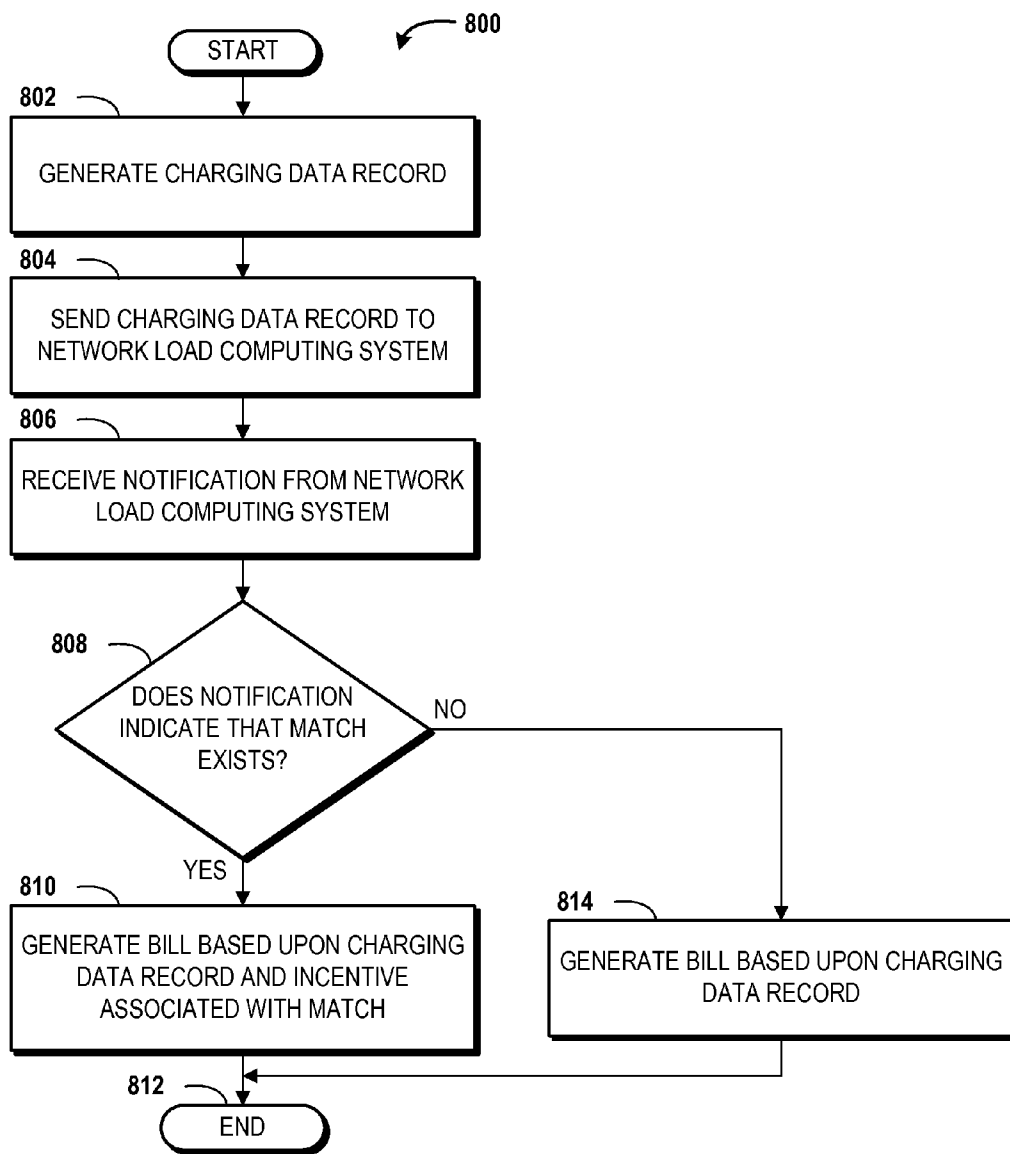 800
START
802
GENERATE CHARGING DATA RECORD
804
SEND CHARGING DATA RECORD TO
NETWORK LOAD COMPUTING SYSTEM
806
RECEIVE NOTIFICATION FROM NETWORK
LOAD COMPUTING SYSTEM
808
DOES NOTIFICATION
INDICATE THAT MATCH
EXISTS?
NO
YES
810
GENERATE BILL BASED UPON CHARGING
DATA RECORD AND INCENTIVE
ASSOCIATED WITH MATCH
814
GENERATE BILL BASED UPON CHARGING
DATA RECORD
812
END